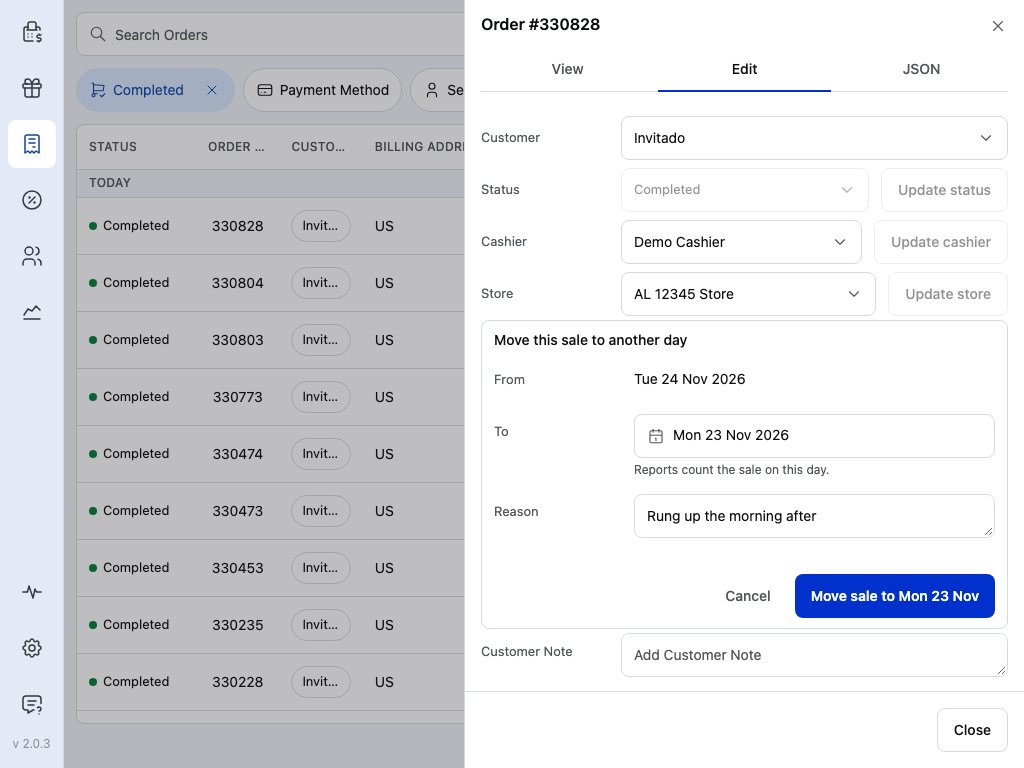 Search Orders
Completed
Payment Method
Se
STATUS
ORDER ...
CUSTO...
BILLING ADDR
TODAY
Completed 330828 Invit... US
Completed 330804 Invit... US
Completed 330803 Invit... US
Completed 330773 Invit... US
Completed 330474 Invit... US
Completed 330473 Invit... US
Completed 330453 Invit... US
Completed 330235 Invit... US
Completed 330228 Invit... US
v 2.0.3
Order #330828
View
Edit
JSON
Customer
Invitado
Status
Completed
Update status
Cashier
Demo Cashier
Update cashier
Store
AL 12345 Store
Update store
Move this sale to another day
From
Tue 24 Nov 2026
To
Mon 23 Nov 2026
Reports count the sale on this day.
Reason
Rung up the morning after
Cancel
Move sale to Mon 23 Nov
Customer Note
Add Customer Note
Close